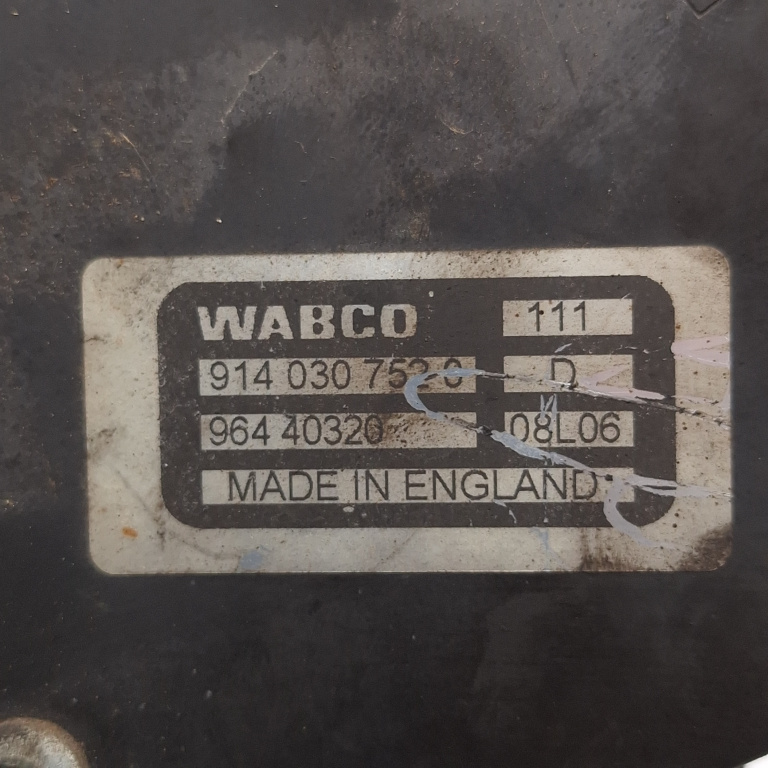 WABCO 111
914 030 752 0 D
964 40320 08L06
MADE IN ENGLAND